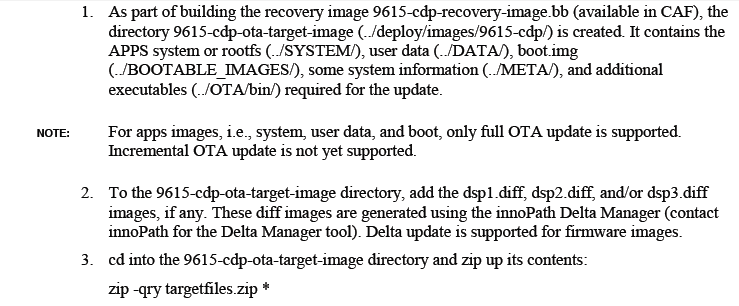 1. As part of building the recovery image 9615-cdp-recovery-image.bb (available in CAF), the
directory 9615-cdp-ota-target-image (../deploy/images/9615-cdp/) is created. It contains the
APPS system or rootfs (../SYSTEM/), user data (../DATA/), boot.img
(../BOOTABLE_IMAGES/), some system information (../META/), and additional
executables (../OTA/bin/) required for the update.
NOTE: For apps images, i.e., system, user data, and boot, only full OTA update is supported.
Incremental OTA update is not yet supported.
2. To the 9615-cdp-ota-target-image directory, add the dsp1.diff, dsp2.diff, and/or dsp3.diff
images, if any. These diff images are generated using the innoPath Delta Manager (contact
innoPath for the Delta Manager tool). Delta update is supported for firmware images.
3. cd into the 9615-cdp-ota-target-image directory and zip up its contents:
zip -qry targetfiles.zip *